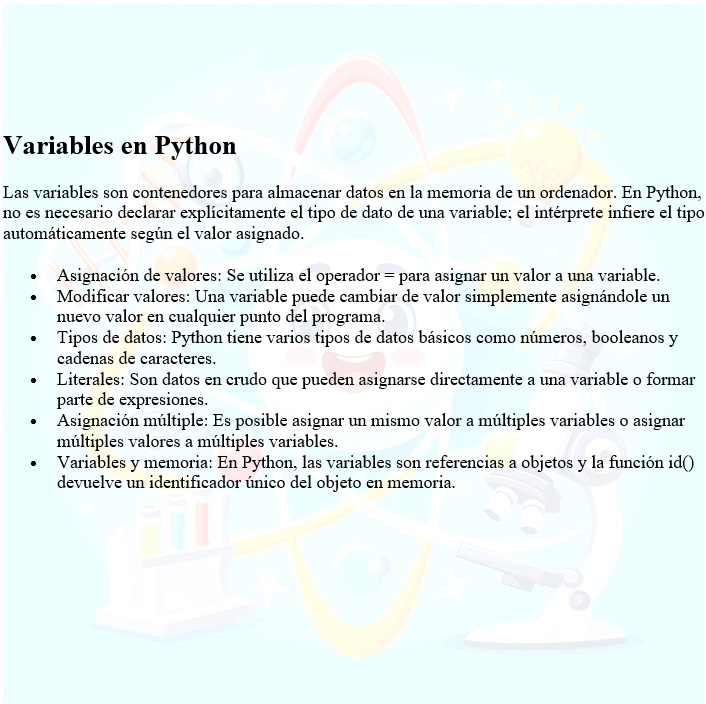 Variables en Python
Las variables son contenedores para almacenar datos en la memoria de un ordenador. En Python,
no es necesario declarar explícitamente el tipo de dato de una variable; el intérprete infiere el tipo
automáticamente según el valor asignado.
• Asignación de valores: Se utiliza el operador = para asignar un valor a una variable.
• Modificar valores: Una variable puede cambiar de valor simplemente asignándole un
nuevo valor en cualquier punto del programa.
• Tipos de datos: Python tiene varios tipos de datos básicos como números, booleanos y
cadenas de caracteres.
• Literales: Son datos en crudo que pueden asignarse directamente a una variable o formar
parte de expresiones.
• Asignación múltiple: Es posible asignar un mismo valor a múltiples variables o asignar
múltiples valores a múltiples variables.
• Variables y memoria: En Python, las variables son referencias a objetos y la función id()
devuelve un identificador único del objeto en memoria.